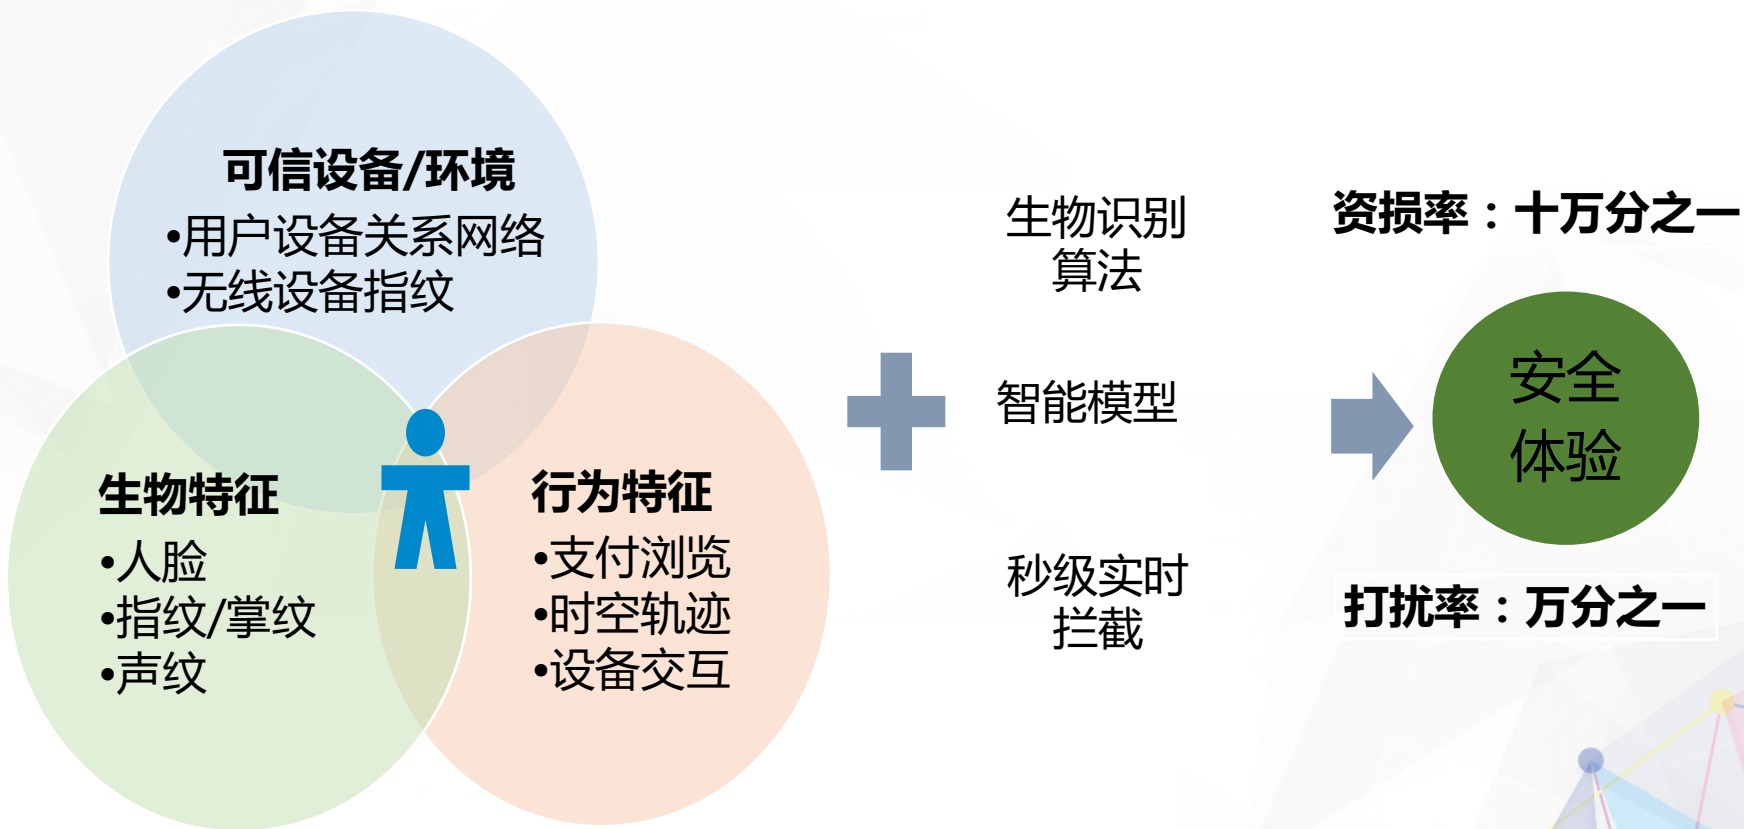 可信设备/环境
•用户设备关系网络
•无线设备指纹
生物特征
•人脸
•指纹/掌纹
•声纹
行为特征
•支付浏览
•时空轨迹
•设备交互
生物识别
算法
智能模型
秒级实时
拦截
资损率：十万分之一
安全
体验
打扰率：万分之一